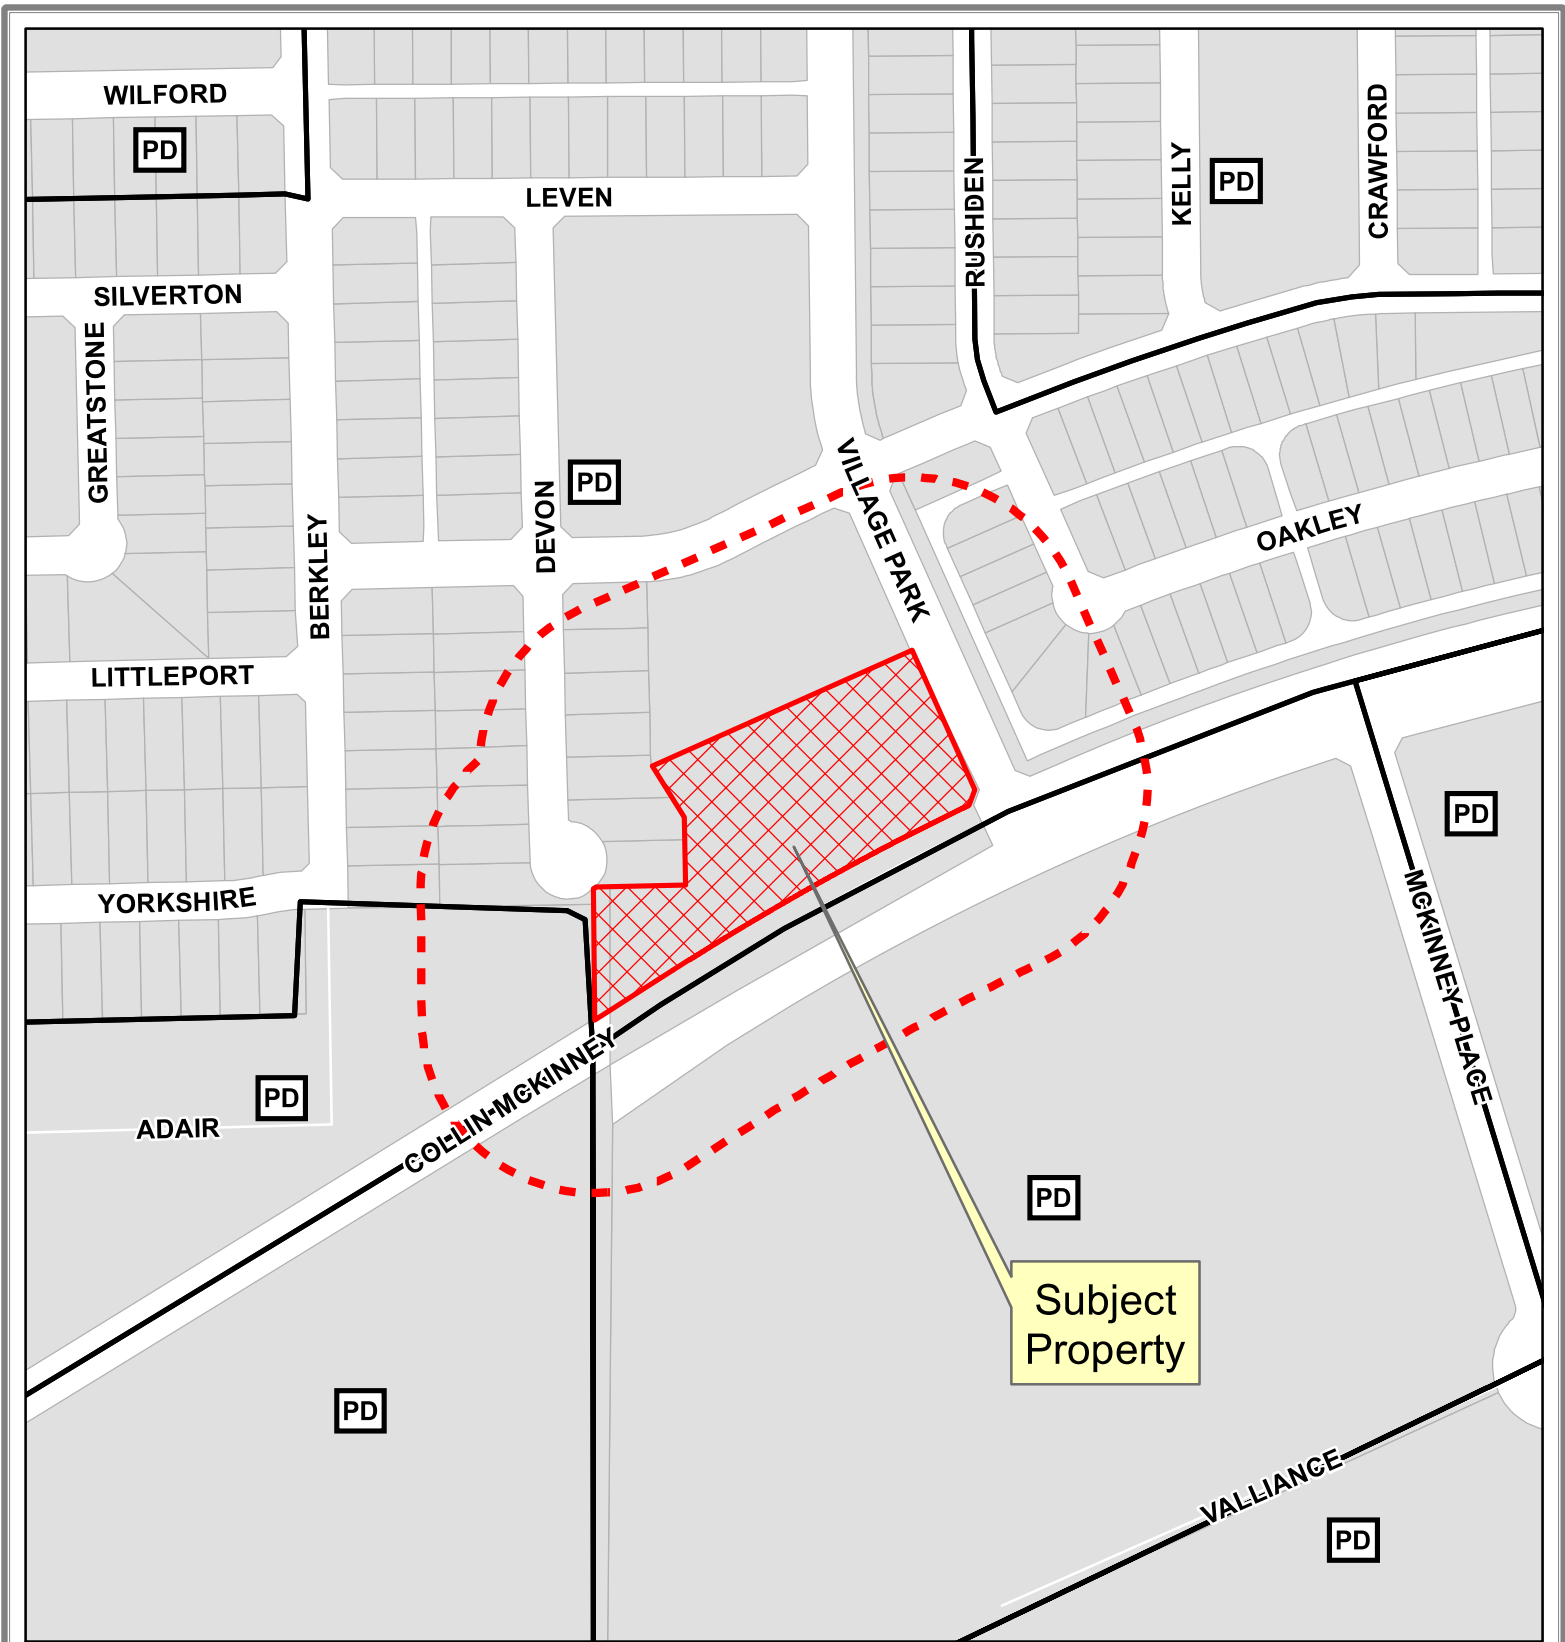 WILFORD
PD
LEVEN
RUSHDEN
KELLY
PD
CRAWFORD
SILVERTON
GREATSTONE
BERKLEY
DEVON
PD
VILLAGE PARK
OAKLEY
LITTLEPORT
PD
YORKSHIRE
MCKINNEY PLACE
COLLIN MCKINNEY
PD
ADAIR
PD
Subject
Property
PD
VALLIANCE
PD